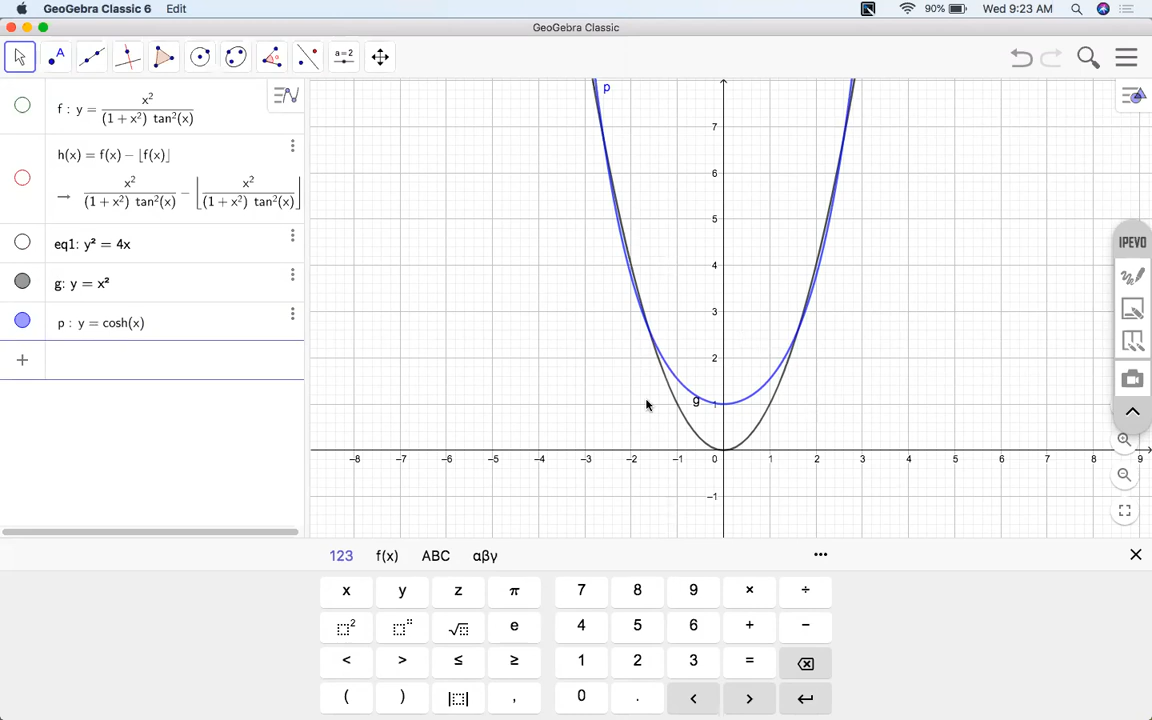 GeoGebra Classic 6 Edit 90% Wed 9:23 AM
GeoGebra Classic
A a=2
f : y = x² / ((1 + x²) tan²(x))
h(x) = f(x) − ⌊f(x)⌋
→ x² / ((1 + x²) tan²(x)) − ⌊x² / ((1 + x²) tan²(x))⌋
eq1: y² = 4x
g: y = x²
p : y = cosh(x)
+
p
7
6
5
4
3
2
g 1
−8 −7 −6 −5 −4 −3 −2 −1 0 1 2 3 4 5 6 7 8 9
−1
IPEVO
123 f(x) ABC αβγ ...
x y z π 7 8 9 × ÷
□² □□ √□ e 4 5 6 + −
< > ≤ ≥ 1 2 3 =
( ) |□| , 0 . < >